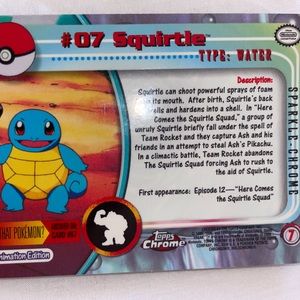 #07 Squirtle
TYPE: WATER
Description:
Squirtle can shoot powerful sprays of foam
its mouth. After birth, Squirtle's back
ells and hardens into a shell. In "Here
Comes the Squirtle Squad", a group of
unruly Squirtle briefly fall under the spell of
Team Rocket and they capture Ash and his
friends in an attempt to steal Ash's Pikachu.
In a climactic battle, Team Rocket abandons
The Squirtle Squad forcing Ash to rush to
the aid of Squirtle.
First appearance: Episode 12—"Here Comes
the Squirtle Squad"
SPARKLE-CHROME
THAT POKEMON?
nimation Edition
Topps
Chrome
7